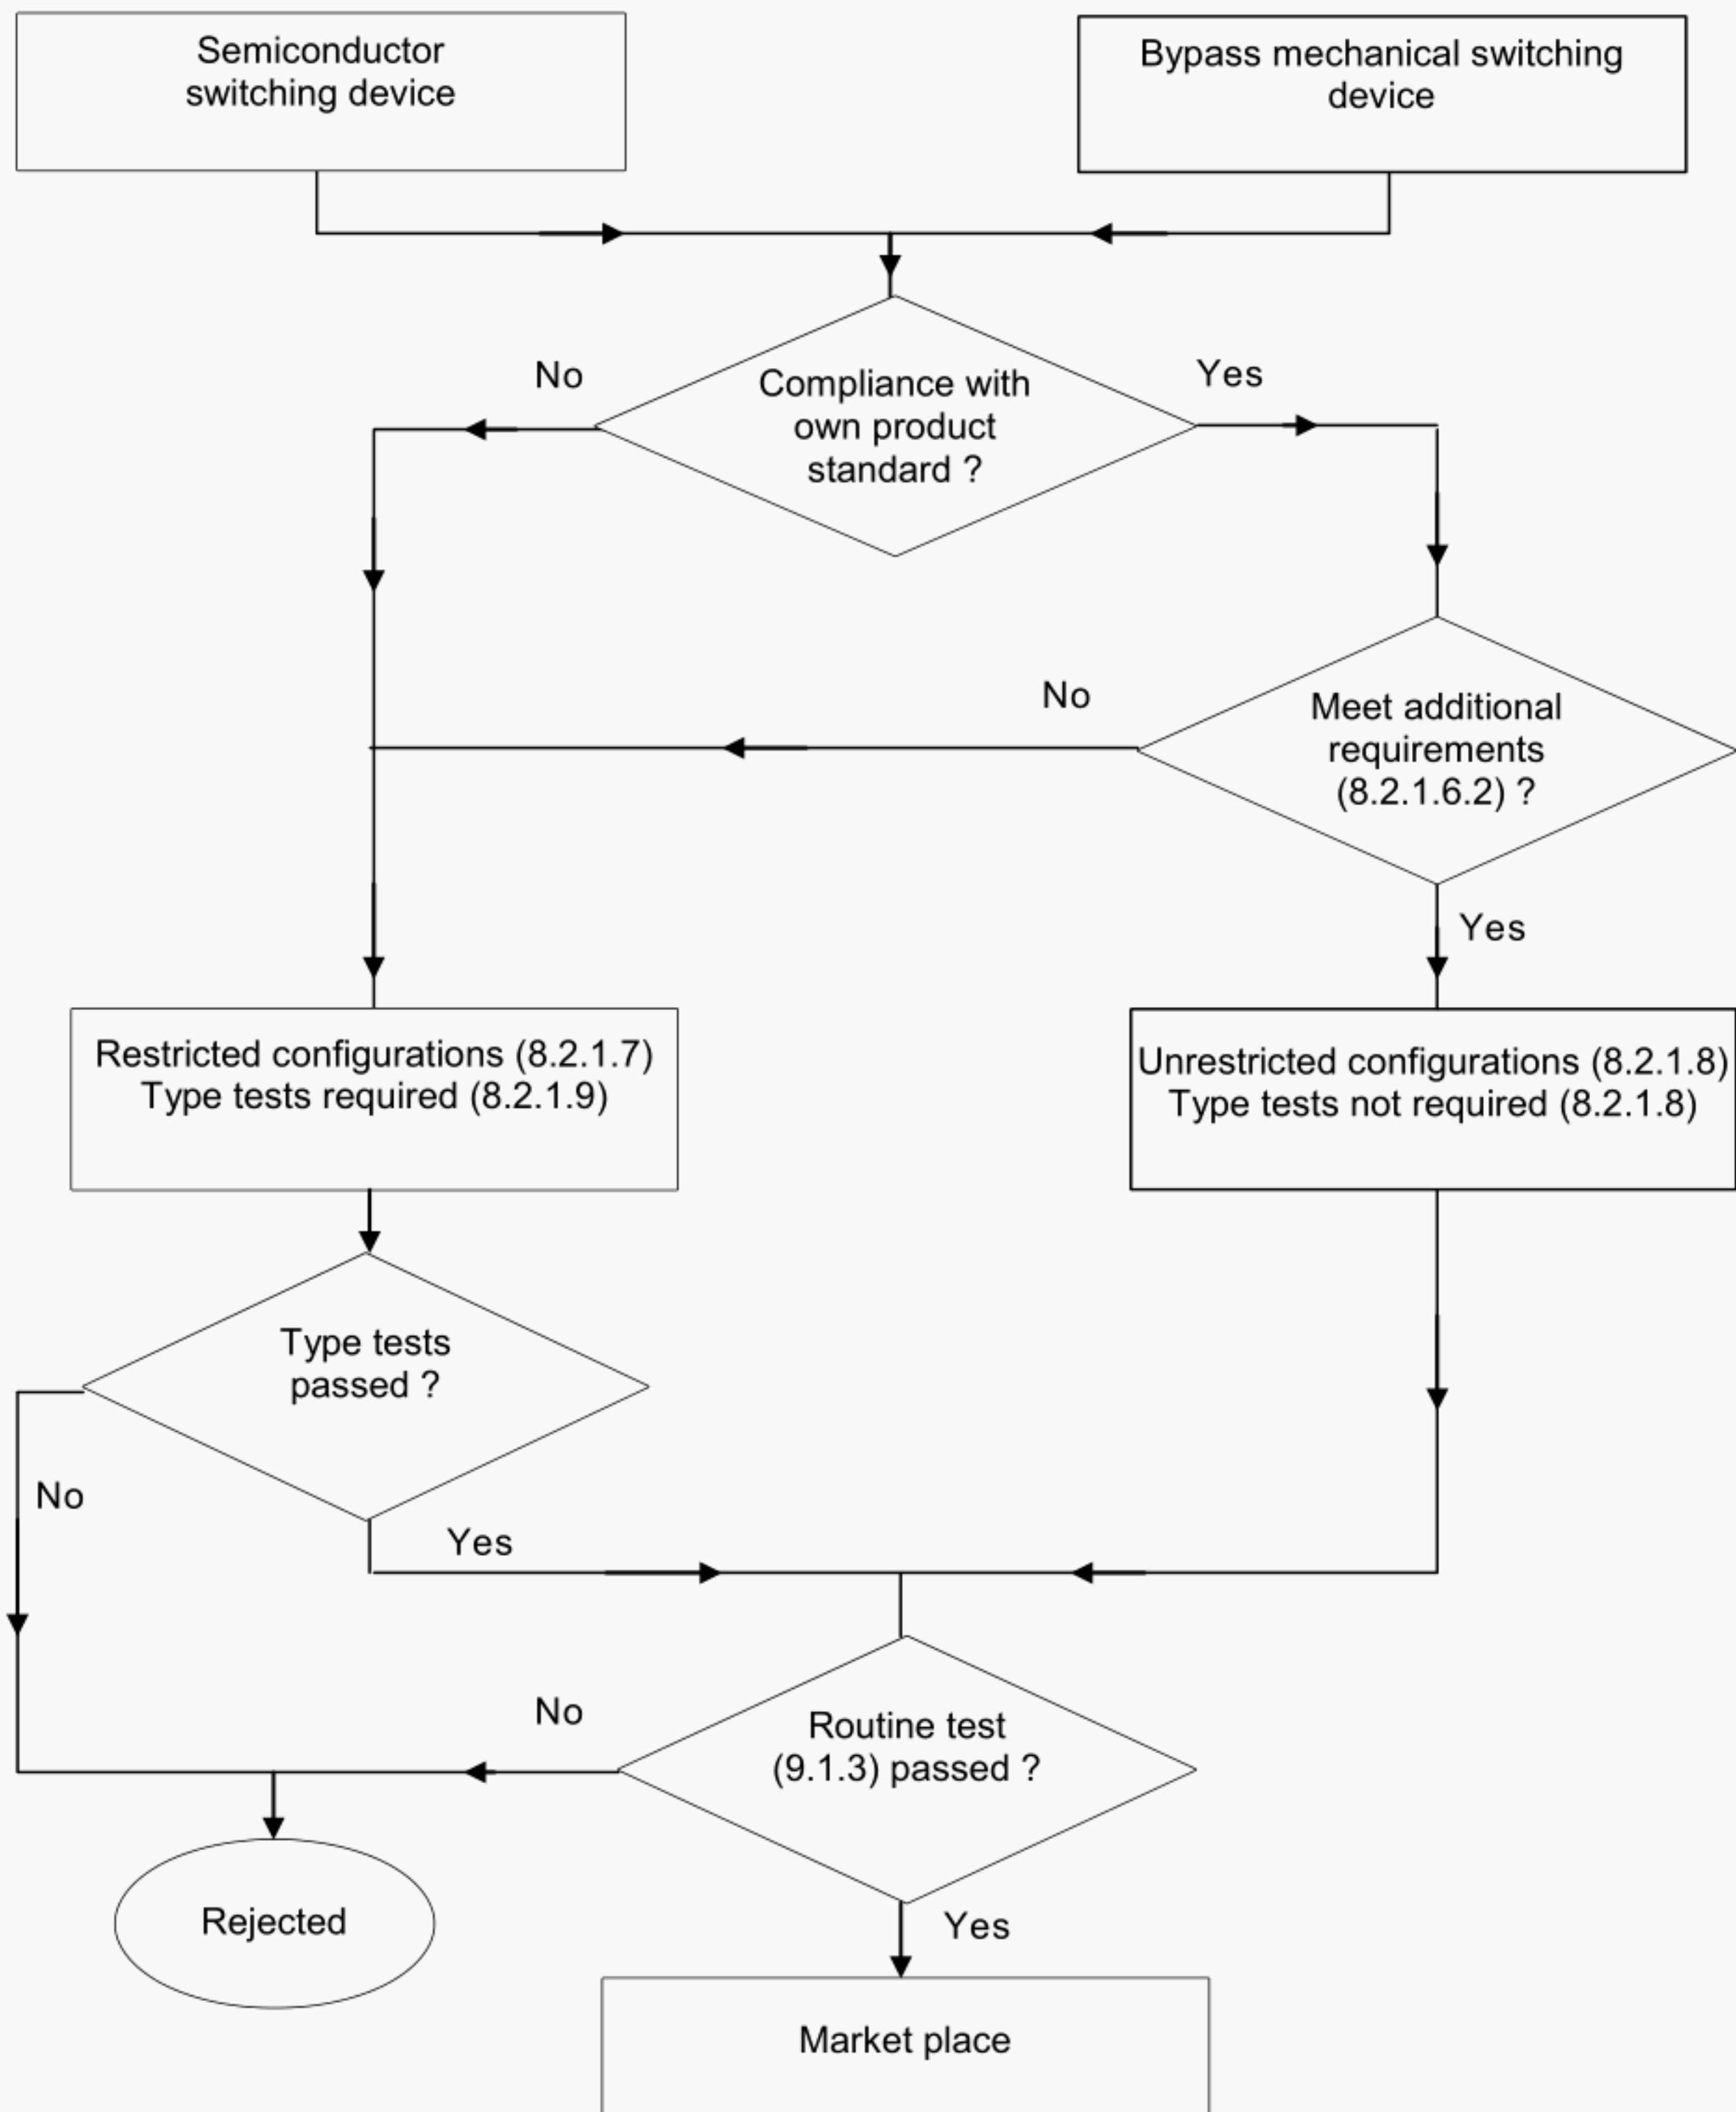 Semiconductor
switching device
Bypass mechanical switching
device
No
Compliance with
own product
standard ?
Yes
No
Meet additional
requirements
(8.2.1.6.2) ?
Yes
Restricted configurations (8.2.1.7)
Type tests required (8.2.1.9)
Unrestricted configurations (8.2.1.8)
Type tests not required (8.2.1.8)
Type tests
passed ?
No
Yes
No
Routine test
(9.1.3) passed ?
Rejected
Yes
Market place